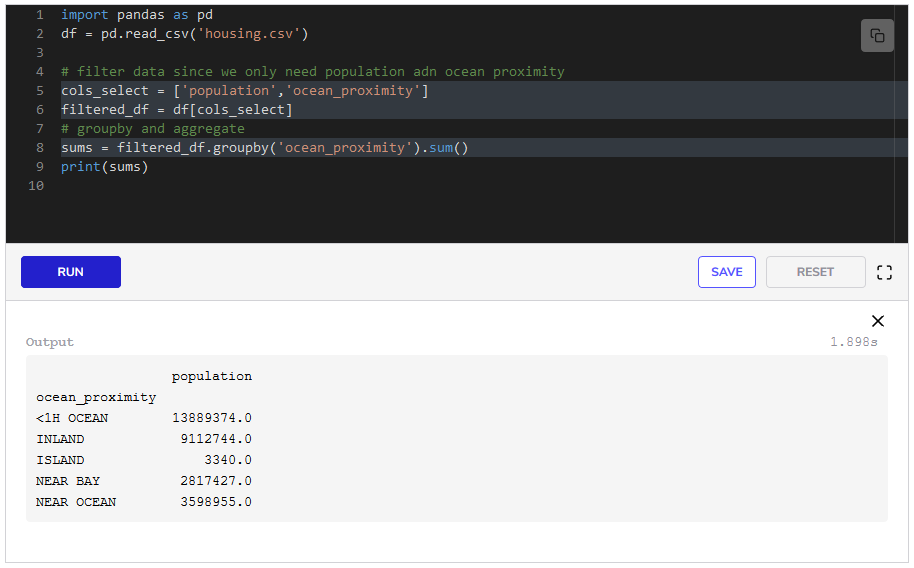 1 import pandas as pd
2 df = pd.read_csv('housing.csv')
3
4 # filter data since we only need population adn ocean proximity
5 cols_select = ['population','ocean_proximity']
6 filtered_df = df[cols_select]
7 # groupby and aggregate
8 sums = filtered_df.groupby('ocean_proximity').sum()
9 print(sums)
10
RUN SAVE RESET
Output 1.898s
population
ocean_proximity
<1H OCEAN 13889374.0
INLAND 9112744.0
ISLAND 3340.0
NEAR BAY 2817427.0
NEAR OCEAN 3598955.0